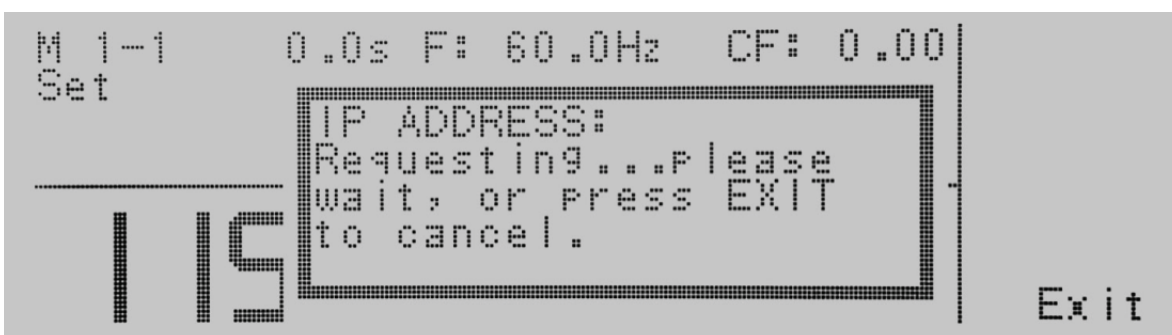 M 1-1 0.0s F: 60.0Hz CF: 0.00
Set
IP ADDRESS:
Requesting...please
wait, or press EXIT
to cancel.
115
Exit